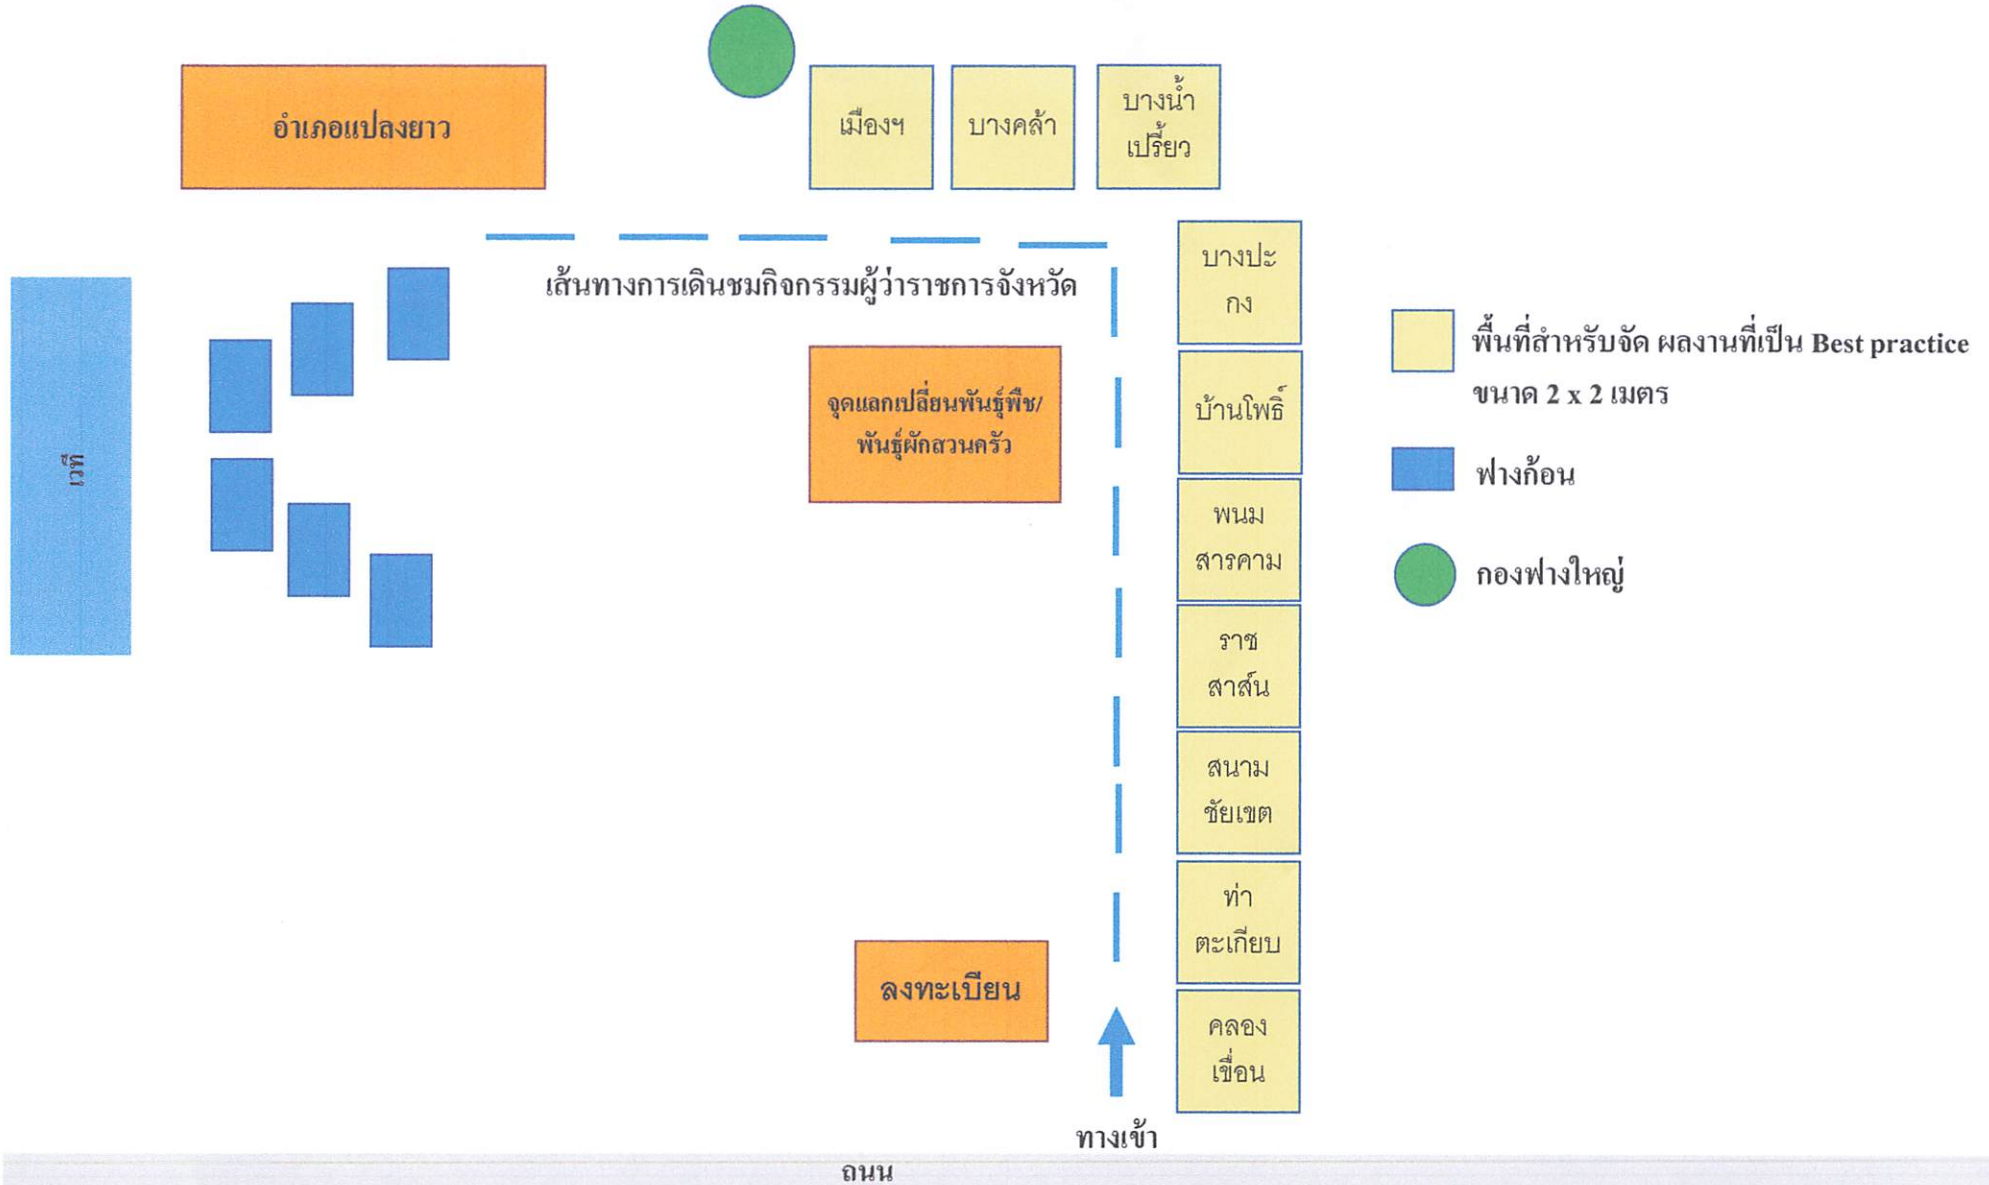 อำเภอแปลงยาว
เมืองฯ
บางคล้า
บางน้ำ
เปรี้ยว
เส้นทางการเดินชมกิจกรรมผู้ว่าราชการจังหวัด
บางปะ
กง
พื้นที่สำหรับจัด ผลงานที่เป็น Best practice
ขนาด 2 x 2 เมตร
จุดแลกเปลี่ยนพันธุ์พืช/
พันธุ์ผักสวนครัว
บ้านโพธิ์
เวที
ฟางก้อน
พนม
สารคาม
กองฟางใหญ่
ราช
สาส์น
สนาม
ชัยเขต
ท่า
ตะเกียบ
ลงทะเบียน
คลอง
เขื่อน
ทางเข้า
ถนน